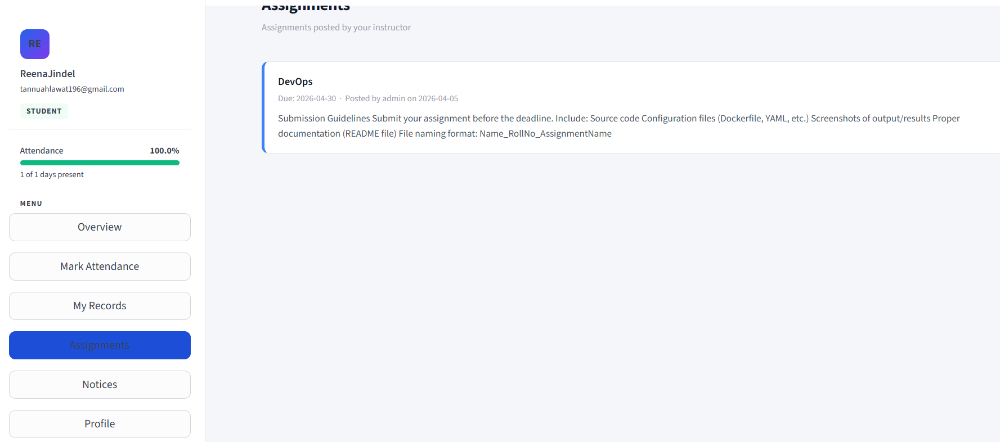 RE
ReenaJindel
tannuahlawat196@gmail.com
STUDENT
Attendance 100.0%
1 of 1 days present
MENU
Overview
Mark Attendance
My Records
Assignments
Notices
Profile
Assignments
Assignments posted by your instructor
DevOps
Due: 2026-04-30 · Posted by admin on 2026-04-05
Submission Guidelines Submit your assignment before the deadline. Include: Source code Configuration files (Dockerfile, YAML, etc.) Screenshots of output/results Proper
documentation (README file) File naming format: Name_RollNo_AssignmentName